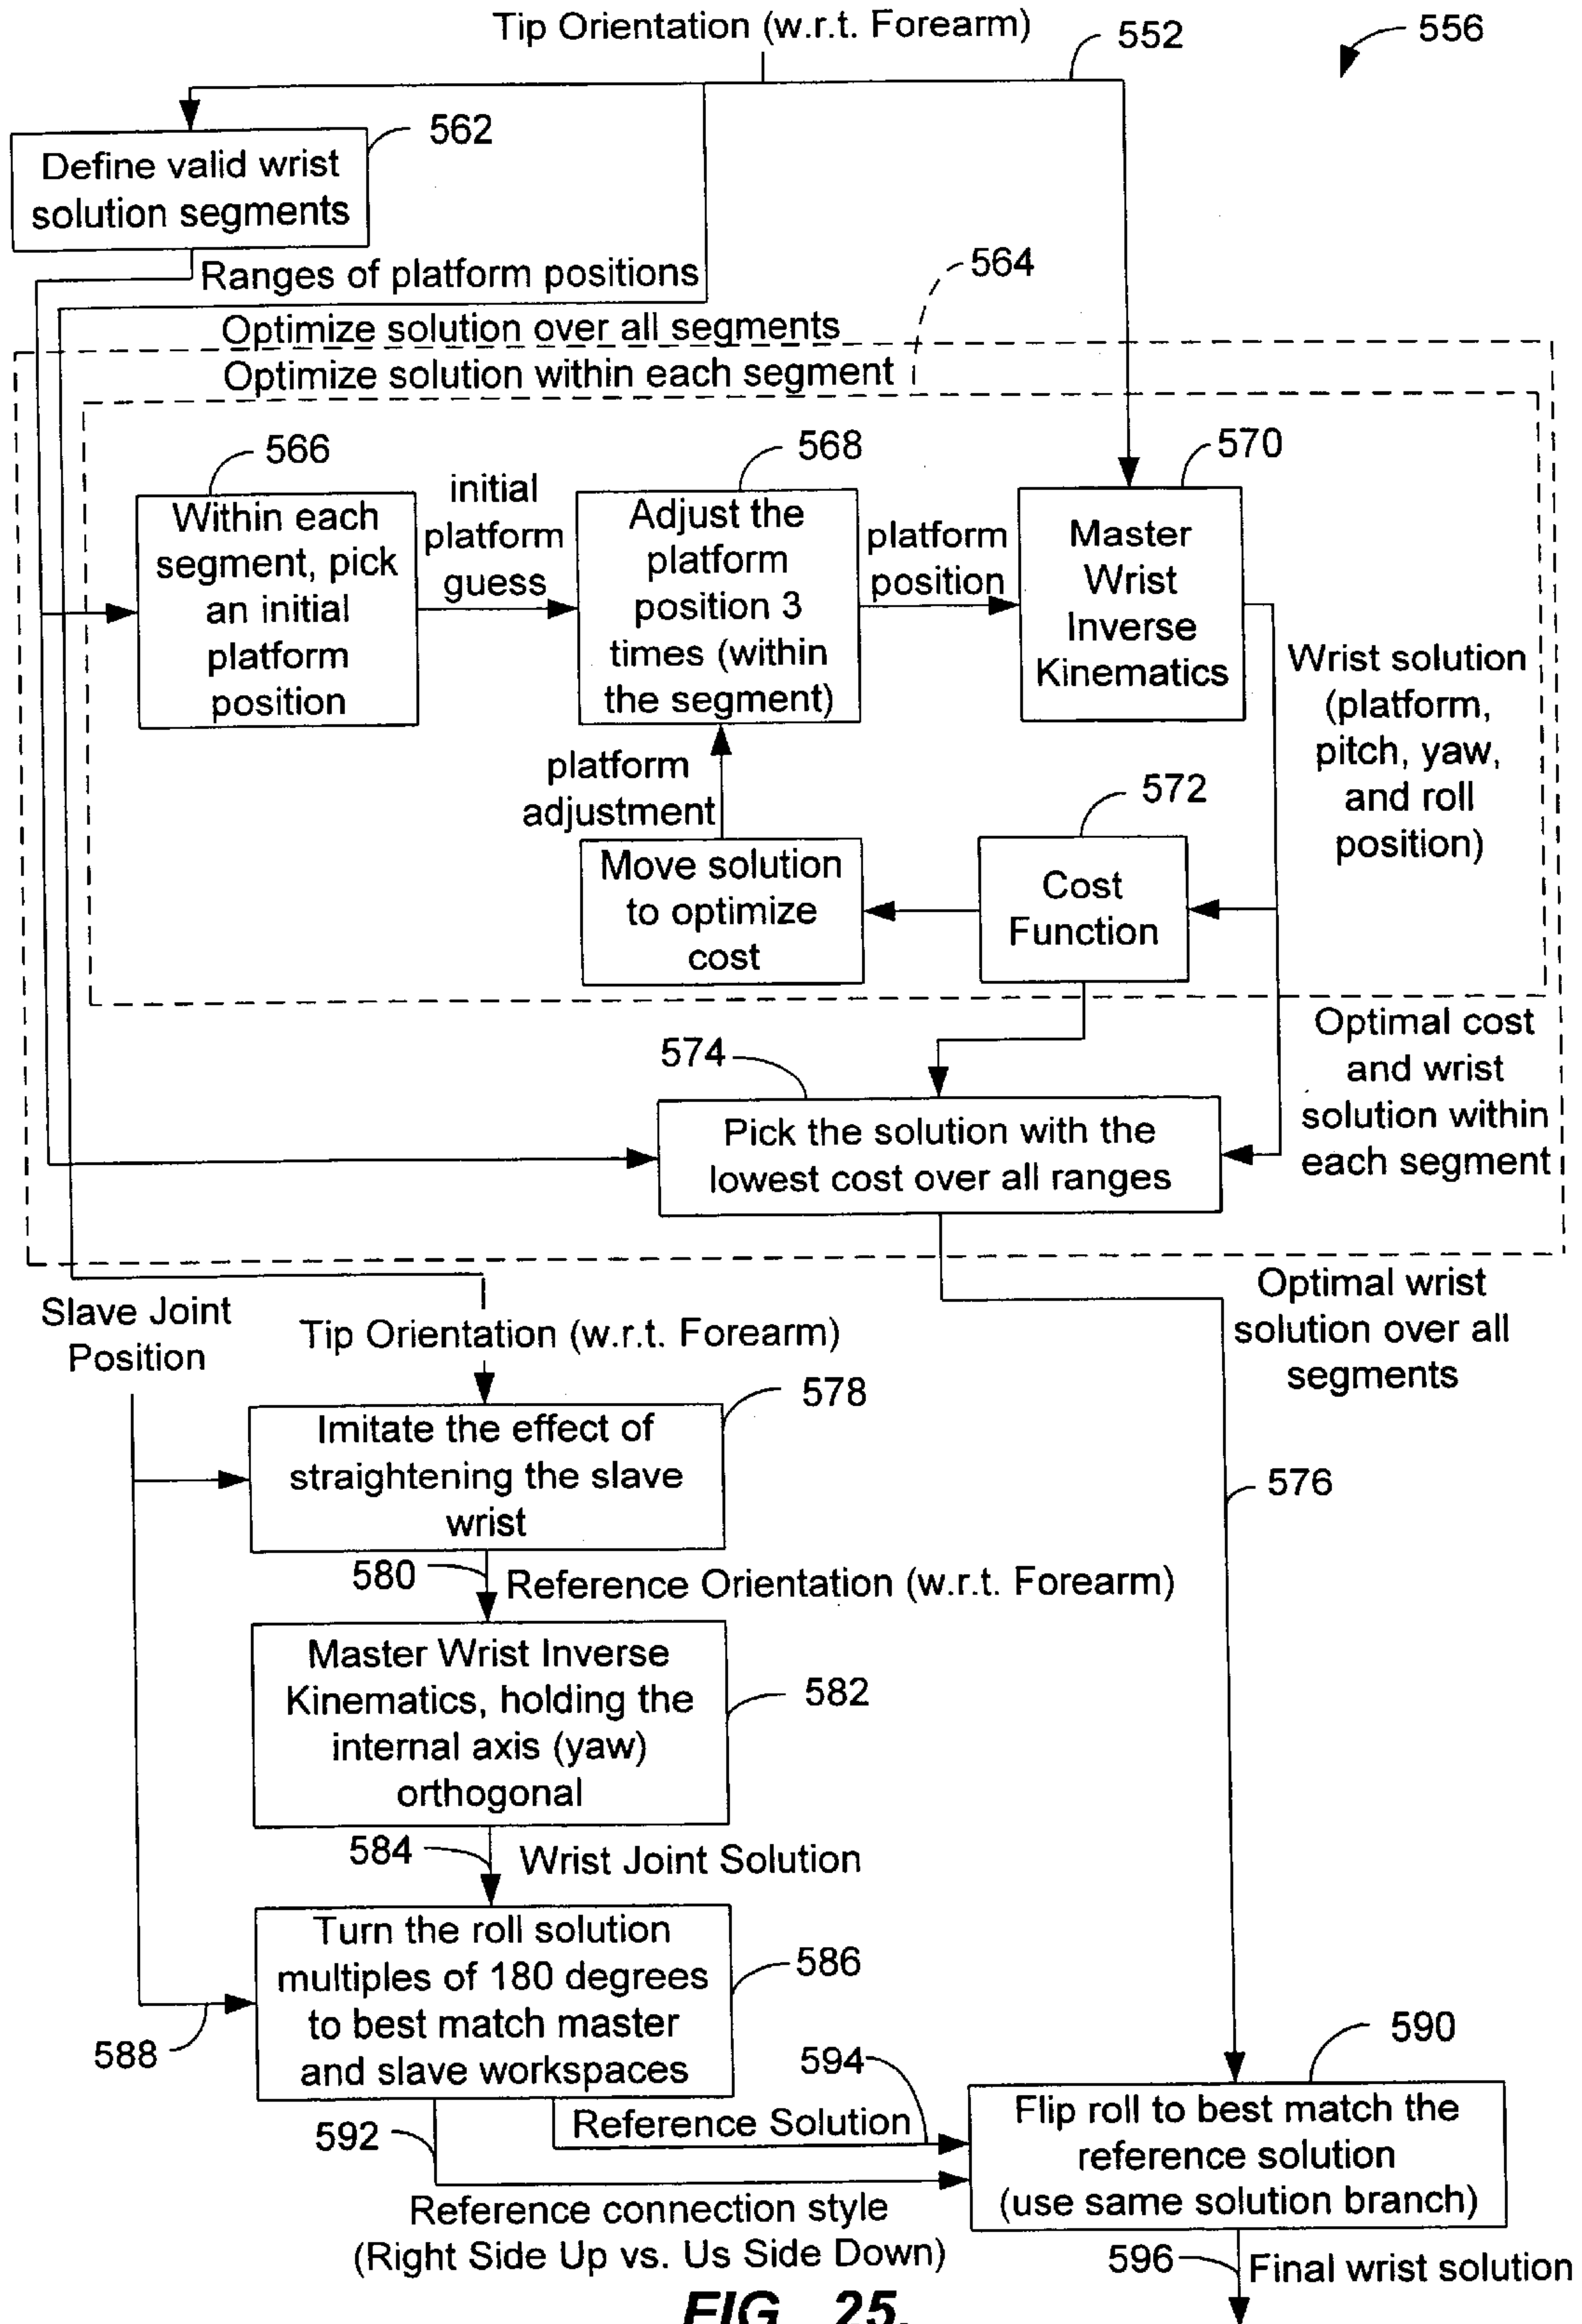 Tip Orientation (w.r.t. Forearm)
552
556
562
Define valid wrist
solution segments
Ranges of platform positions
564
Optimize solution over all segments
Optimize solution within each segment
566
Within each
segment, pick
an initial
platform
position
initial
platform
guess
568
Adjust the
platform
position 3
times (within
the segment)
platform
position
570
Master
Wrist
Inverse
Kinematics
Wrist solution
(platform,
pitch, yaw,
and roll
position)
platform
adjustment
572
Move solution
to optimize
cost
Cost
Function
574
Optimal cost
and wrist
solution within
each segment
Pick the solution with the
lowest cost over all ranges
Slave Joint
Position
Tip Orientation (w.r.t. Forearm)
Optimal wrist
solution over all
segments
578
Imitate the effect of
straightening the slave
wrist
576
580
Reference Orientation (w.r.t. Forearm)
Master Wrist Inverse
Kinematics, holding the
internal axis (yaw)
orthogonal
582
584
Wrist Joint Solution
Turn the roll solution
multiples of 180 degrees
to best match master
and slave workspaces
586
588
590
594
592
Reference Solution
Flip roll to best match the
reference solution
(use same solution branch)
Reference connection style
(Right Side Up vs. Us Side Down)
596
Final wrist solution
FIG. 25.